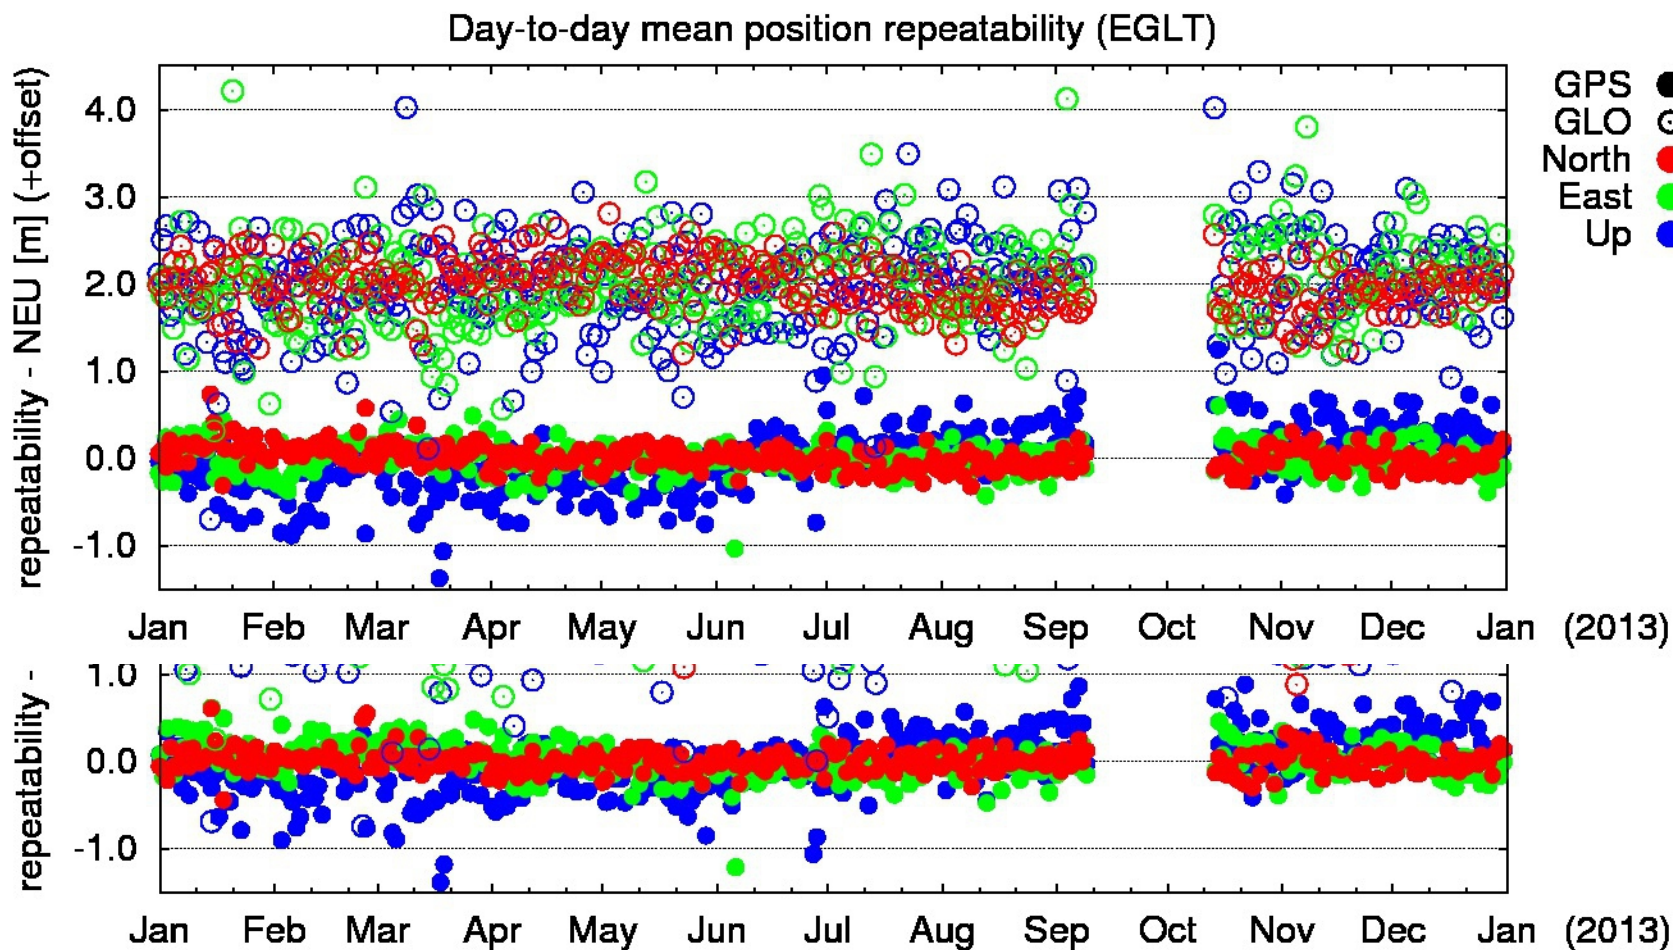 Day-to-day mean position repeatability (EGLT)
repeatability - NEU [m] (+offset)
4.0
3.0
2.0
1.0
0.0
-1.0
GPS
GLO
North
East
Up
Jan Feb Mar Apr May Jun Jul Aug Sep Oct Nov Dec Jan (2013)
repeatability -
1.0
0.0
-1.0
Jan Feb Mar Apr May Jun Jul Aug Sep Oct Nov Dec Jan (2013)